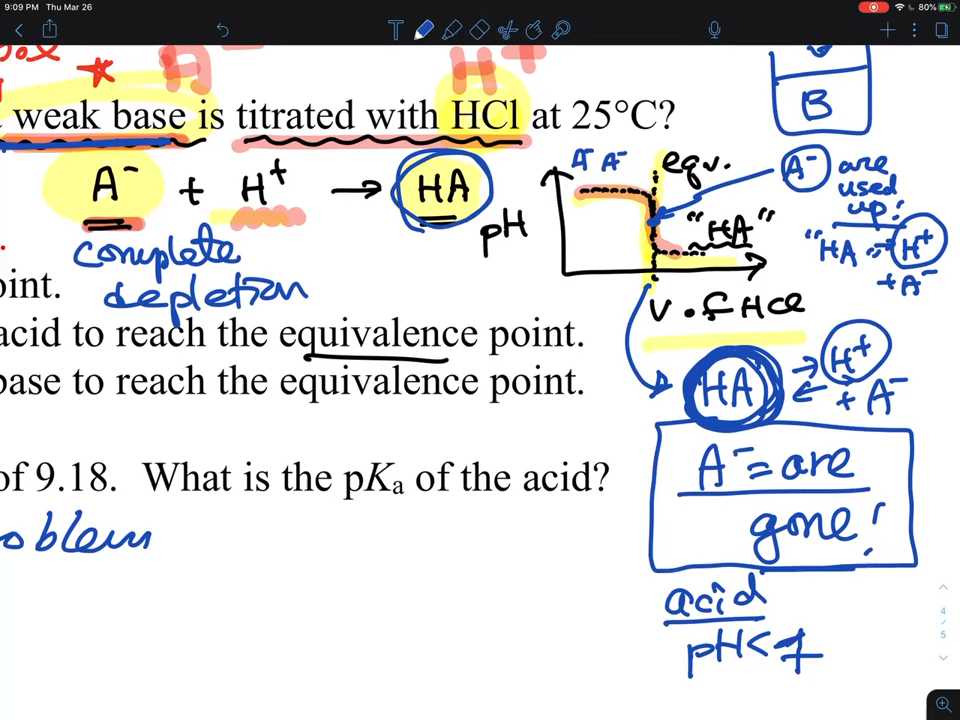 9:09 PM Thu Mar 26
80%
box
A⁻
H⁺
weak base is titrated with HCl at 25°C?
B
A⁻ + H⁺ → HA
complete
depletion
A⁻ A⁻
equv.
pH
"HA"
V of HCl
A⁻ are
used
up!
"HA → H⁺
+ A⁻
oint.
acid to reach the equivalence point.
base to reach the equivalence point.
HA ⇌ H⁺
+ A⁻
of 9.18. What is the pKₐ of the acid?
oblem
A⁻ = are
gone!
acid
pH < 7
4
/
5